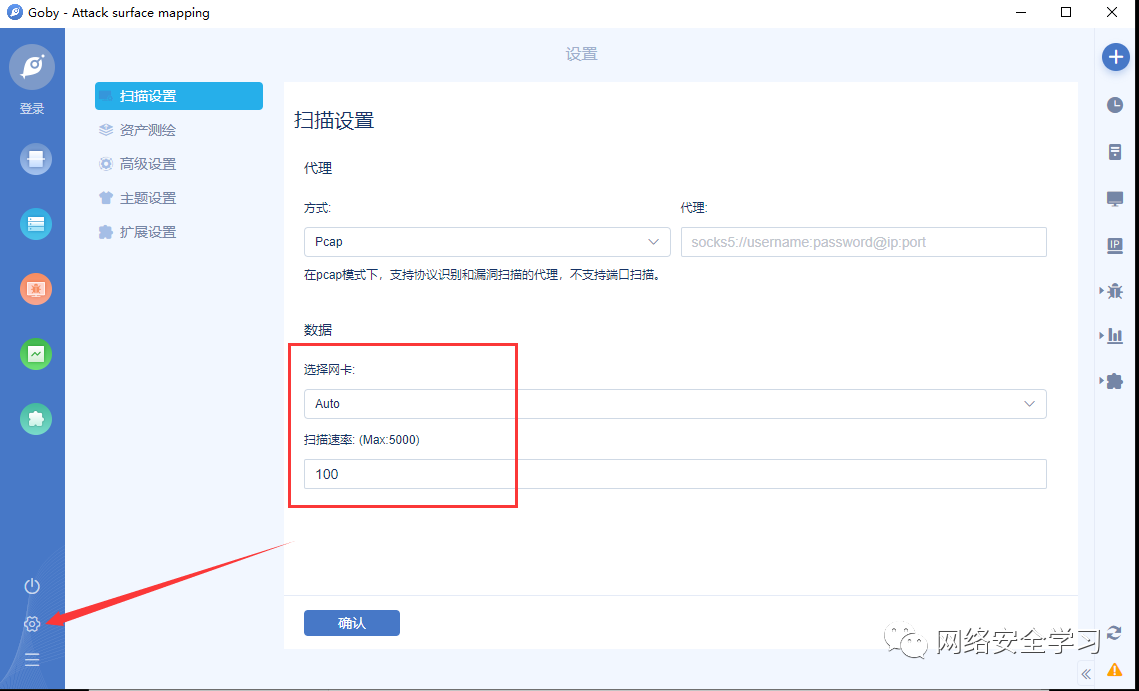 Goby - Attack surface mapping
设置
登录
扫描设置
资产测绘
高级设置
主题设置
扩展设置
扫描设置
代理
方式:
代理:
Pcap
socks5://username:password@ip:port
在pcap模式下，支持协议识别和漏洞扫描的代理，不支持端口扫描。
数据
选择网卡:
Auto
扫描速率: (Max:5000)
100
确认
IP
网络安全学习